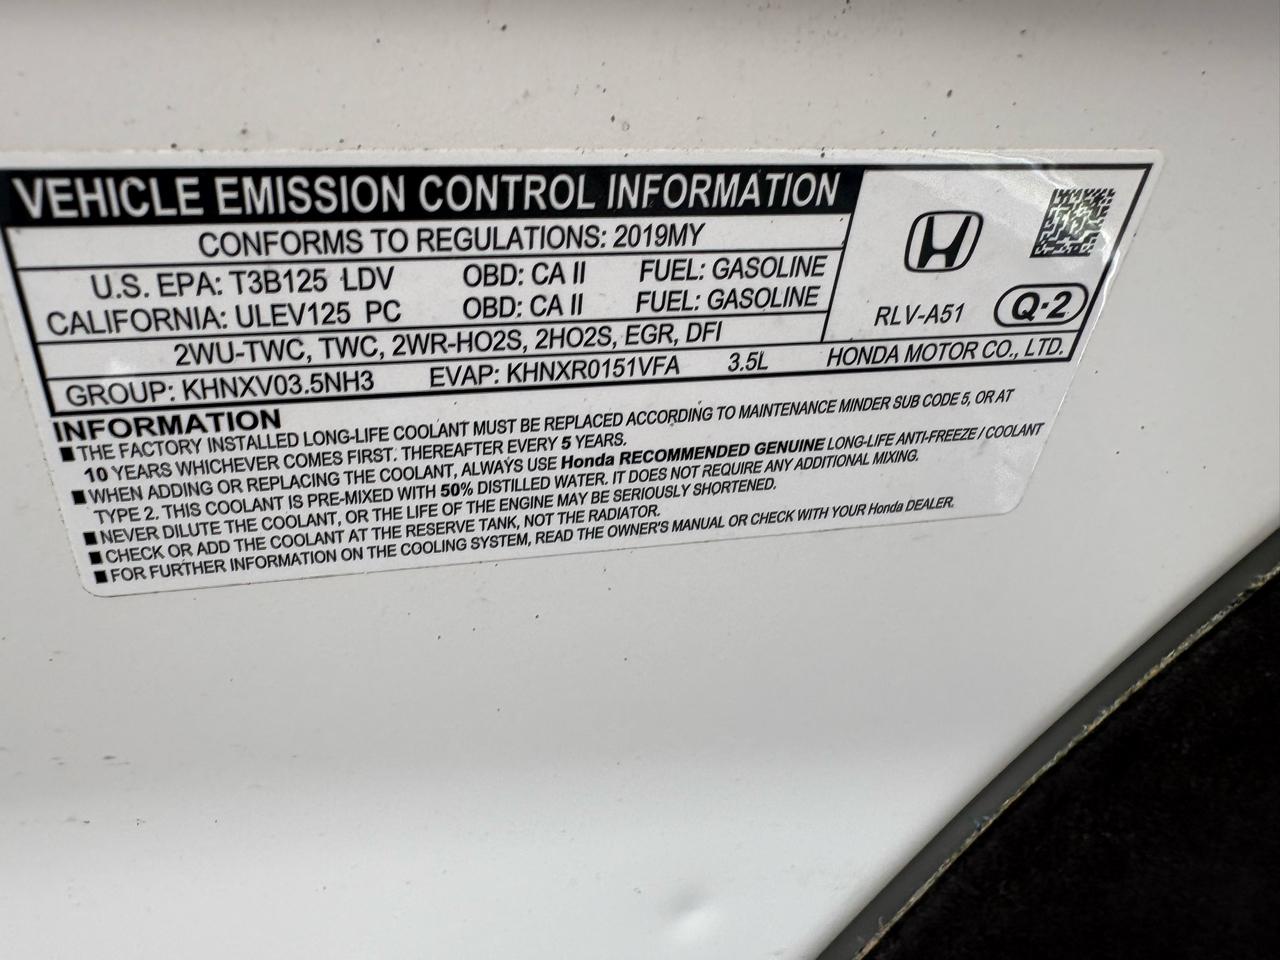 VEHICLE EMISSION CONTROL INFORMATION
CONFORMS TO REGULATIONS: 2019MY
U.S. EPA: T3B125 LDV OBD: CA II FUEL: GASOLINE
CALIFORNIA: ULEV125 PC OBD: CA II FUEL: GASOLINE
2WU-TWC, TWC, 2WR-HO2S, 2HO2S, EGR, DFI
GROUP: KHNXV03.5NH3 EVAP: KHNXR0151VFA 3.5L
RLV-A51 Q-2
HONDA MOTOR CO., LTD.
INFORMATION
■ THE FACTORY INSTALLED LONG-LIFE COOLANT MUST BE REPLACED ACCORDING TO MAINTENANCE MINDER SUB CODE 5, OR AT
10 YEARS WHICHEVER COMES FIRST. THEREAFTER EVERY 5 YEARS.
■ WHEN ADDING OR REPLACING THE COOLANT, ALWAYS USE Honda RECOMMENDED GENUINE LONG-LIFE ANTI-FREEZE / COOLANT
TYPE 2. THIS COOLANT IS PRE-MIXED WITH 50% DISTILLED WATER. IT DOES NOT REQUIRE ANY ADDITIONAL MIXING.
■ NEVER DILUTE THE COOLANT, OR THE LIFE OF THE ENGINE MAY BE SERIOUSLY SHORTENED.
■ CHECK OR ADD THE COOLANT AT THE RESERVE TANK, NOT THE RADIATOR.
■ FOR FURTHER INFORMATION ON THE COOLING SYSTEM, READ THE OWNER'S MANUAL OR CHECK WITH YOUR Honda DEALER.